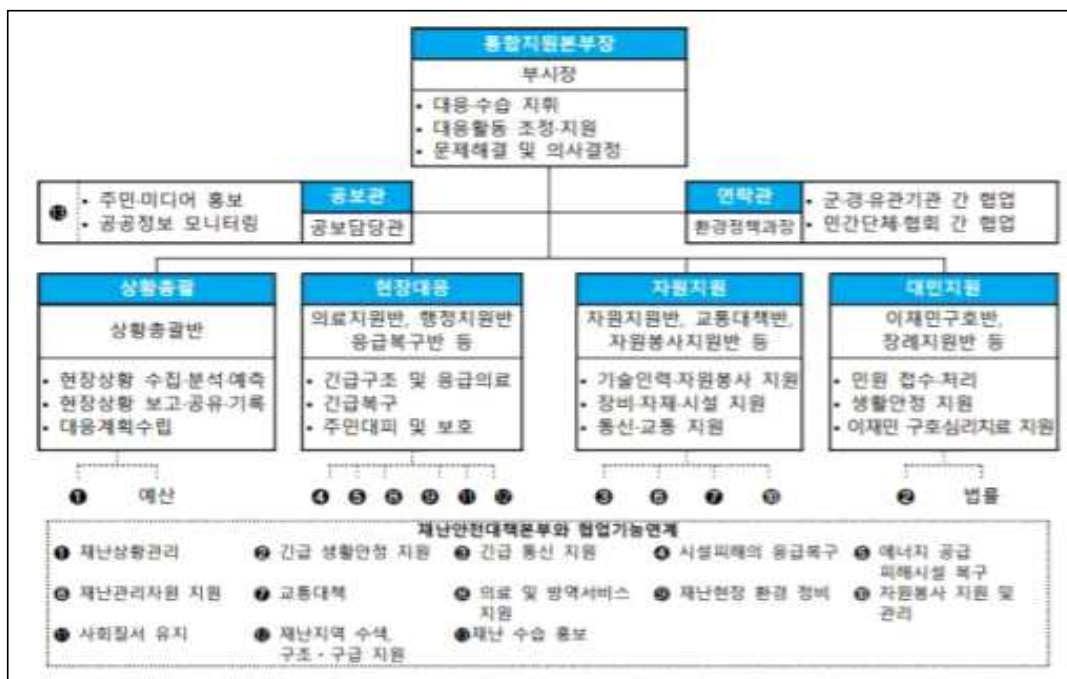 통합지원본부장
부시장
• 대응·수습 지휘
• 대응활동 조정·지원
• 문제해결 및 의사결정
⓭
• 주민·미디어 홍보
• 공공정보 모니터링
공보관
공보담당관
연락관
환경정책과장
• 군·경·유관기관 간 협업
• 민간단체·협회 간 협업
상황총괄
상황총괄반
• 현장상황 수집·분석·예측
• 현장상황 보고·공유·기록
• 대응계획수립
현장대응
의료지원반, 행정지원반
응급복구반 등
• 긴급구조 및 응급의료
• 긴급복구
• 주민대피 및 보호
자원지원
자원지원반, 교통대책반,
자원봉사지원반 등
• 기술인력·자원봉사 지원
• 장비·자재·시설 지원
• 통신·교통 지원
대민지원
이재민구호반,
장례지원반 등
• 민원 접수·처리
• 생활안정 지원
• 이재민 구호심리치료 지원
❶ 예산
❹ ❺ ❽ ❾ ⓫ ⓬
❸ ❻ ❼ ❿
❷ 법률
재난안전대책본부와 협업기능연계
❶ 재난상황관리
❷ 긴급 생활안정 지원
❸ 긴급 통신 지원
❹ 시설피해의 응급복구
❺ 에너지 공급
피해시설 복구
❻ 재난관리자원 지원
❼ 교통대책
❽ 의료 및 방역서비스
지원
❾ 재난현장 환경 정비
❿ 자원봉사 지원 및
관리
⓫ 사회질서 유지
⓬ 재난지역 수색,
구조·구급 지원
⓭재난 수습 홍보